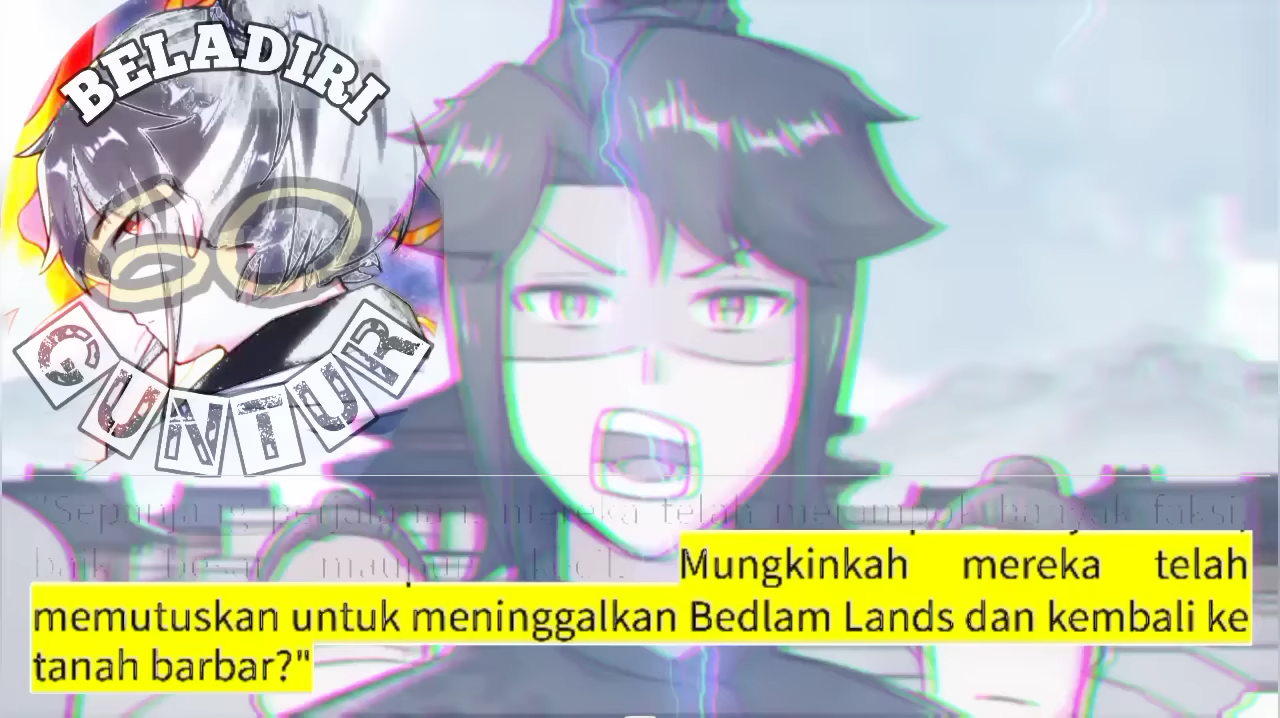 BELADIRI
GUNTUR
"Sepanjang perjalanan, mereka telah merompok banyak faksi,
baik besar maupun kecil. Mungkinkah mereka telah
memutuskan untuk meninggalkan Bedlam Lands dan kembali ke
tanah barbar?"